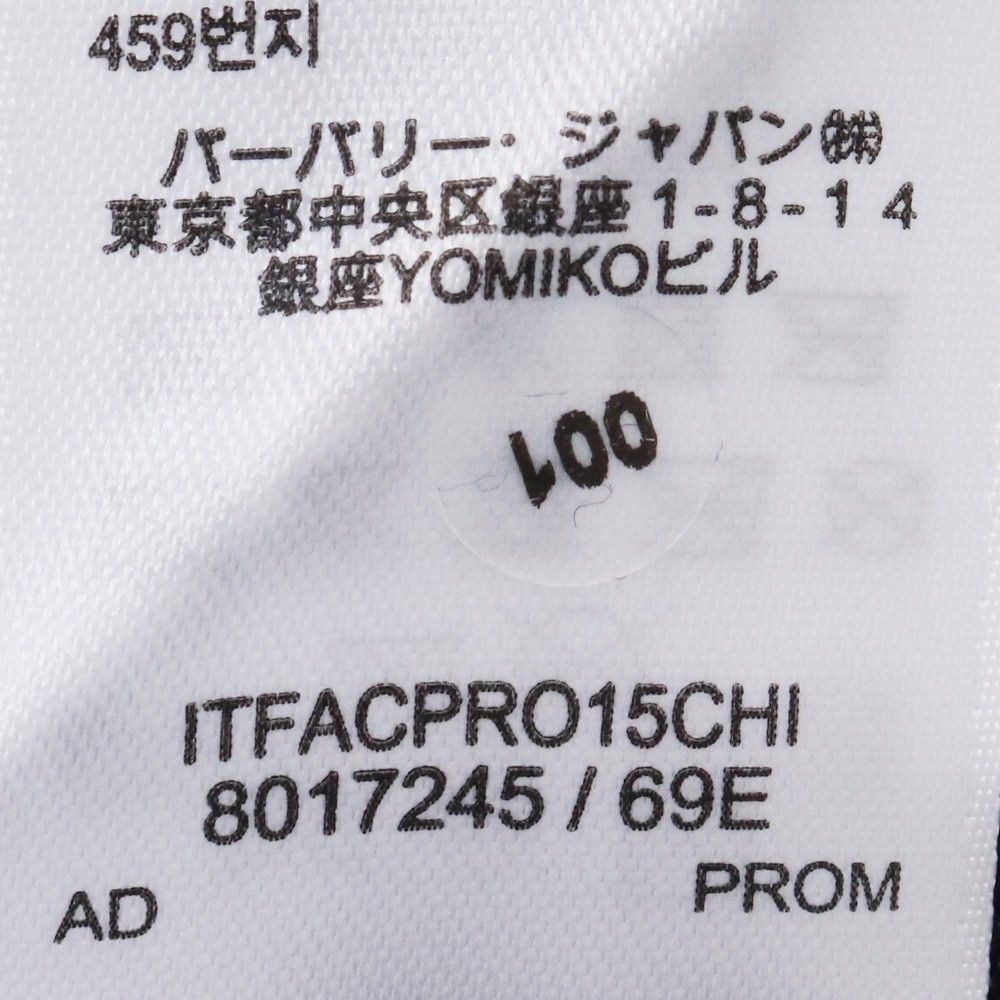 459번지
バーバリー・ジャパン㈱
東京都中央区銀座1-8-14
銀座YOMIKOビル
001
ITFACPRO15CHI
8017245 / 69E
AD
PROM